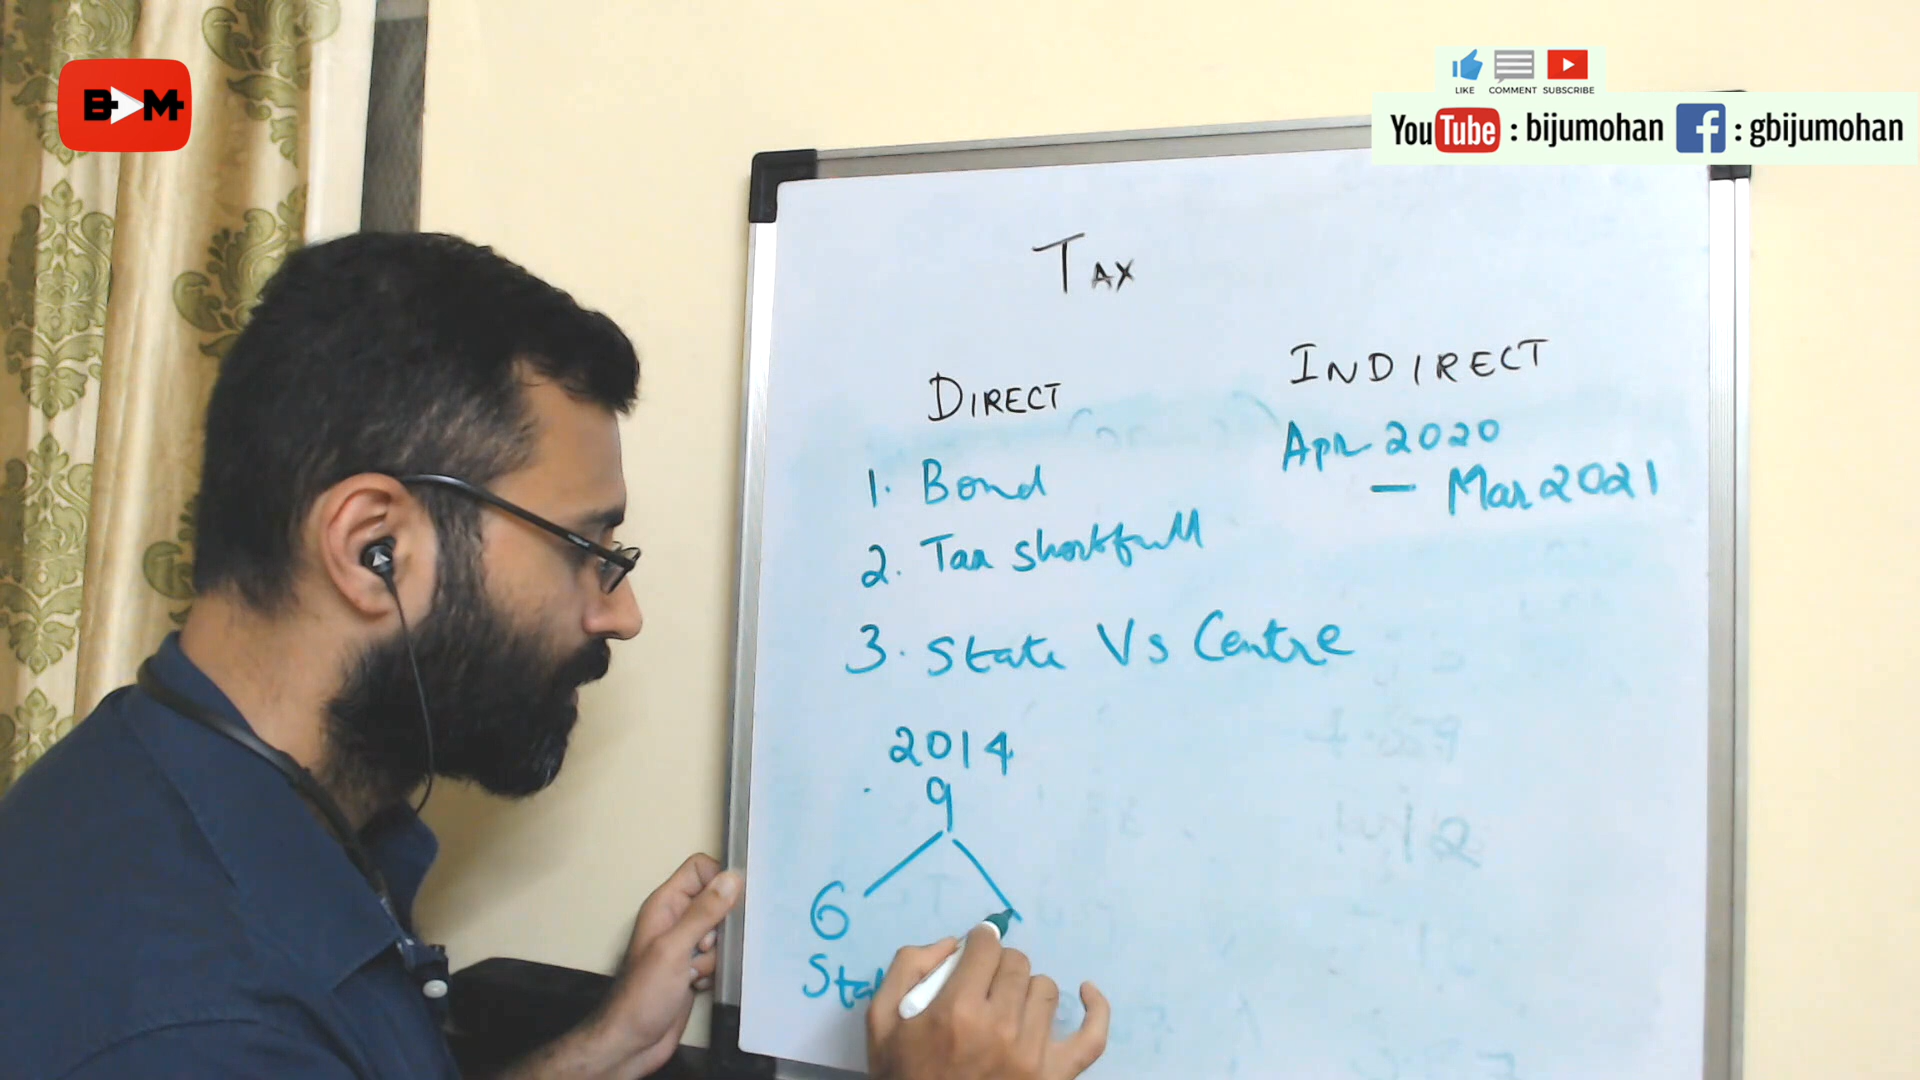 B M
LIKE COMMENT SUBSCRIBE
YouTube : bijumohan f : gbijumohan
TAX
DIRECT
INDIRECT
Apr 2020
— Mar 2021
1. Bond
2. Tax shortfall
3. State Vs Centre
2014
9
6